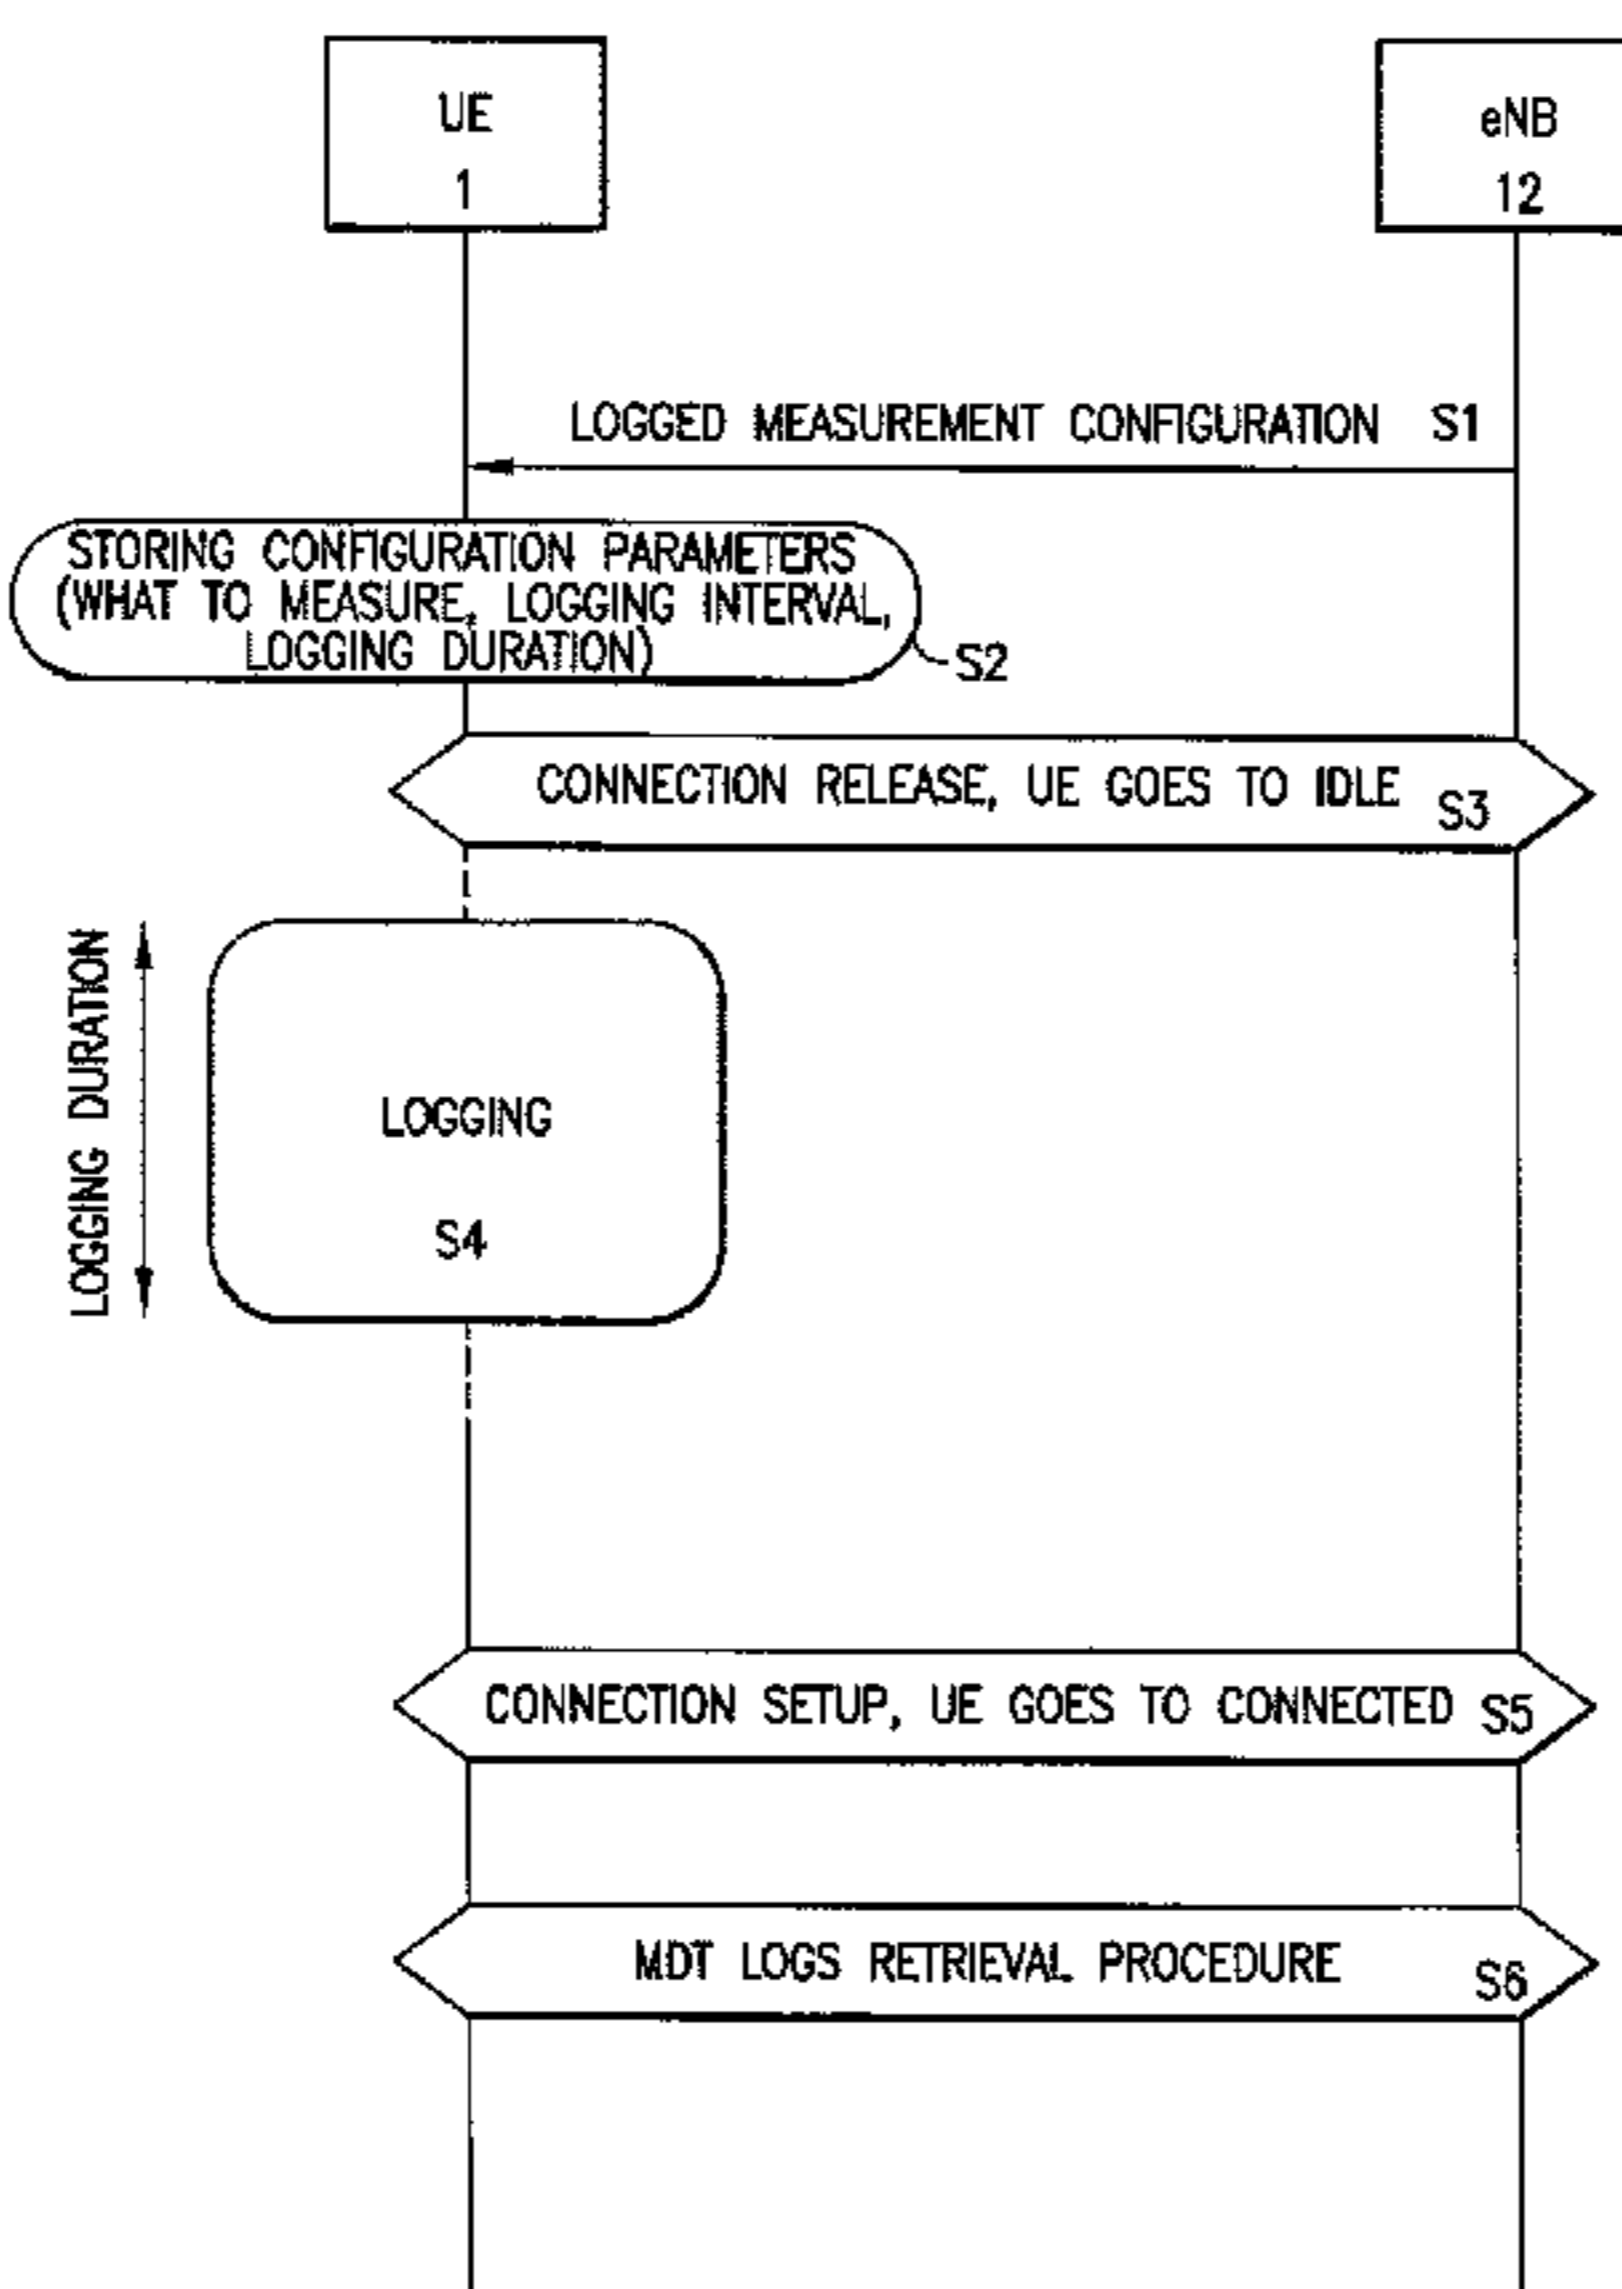 UE
1
eNB
12
LOGGED MEASUREMENT CONFIGURATION S1
STORING CONFIGURATION PARAMETERS
(WHAT TO MEASURE, LOGGING INTERVAL,
LOGGING DURATION)
S2
CONNECTION RELEASE, UE GOES TO IDLE S3
LOGGING DURATION
LOGGING
S4
CONNECTION SETUP, UE GOES TO CONNECTED S5
MDT LOGS RETRIEVAL PROCEDURE S6